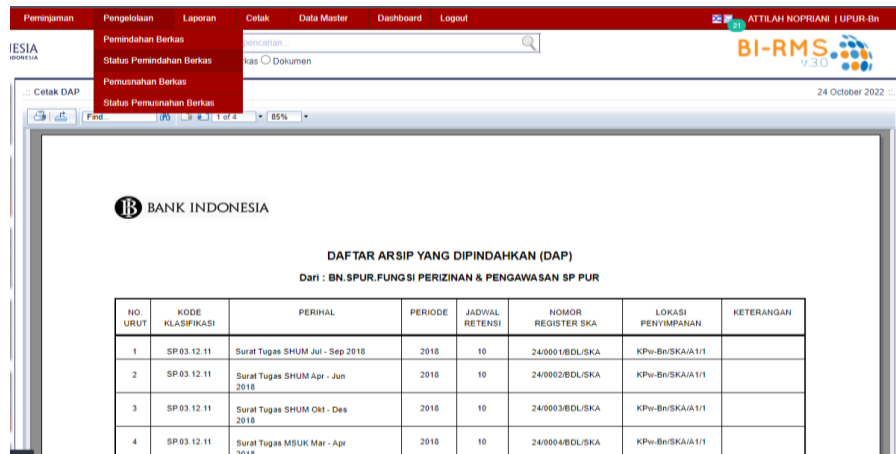 Peminjaman Pengelolaan Laporan Cetak Data Master Dashboard Logout 21 ATTILAH NOPRIANI | UPUR-Bn
Pemindahan Berkas
Status Pemindahan Berkas
Pemusnahan Berkas
Status Pemusnahan Berkas
ESIA
pencarian...
kas Dokumen
BI-RMS
v.3.0
.:: Cetak DAP
24 October 2022 ::.
Find...
1 of 4
85%
BANK INDONESIA
DAFTAR ARSIP YANG DIPINDAHKAN (DAP)
Dari : BN.SPUR.FUNGSI PERIZINAN & PENGAWASAN SP PUR
NO. URUT KODE KLASIFIKASI PERIHAL PERIODE JADWAL RETENSI NOMOR REGISTER SKA LOKASI PENYIMPANAN KETERANGAN
1 SP.03.12.11 Surat Tugas SHUM Jul - Sep 2018 2018 10 24/0001/BDL/SKA KPw-Bn/SKA/A1/1
2 SP.03.12.11 Surat Tugas SHUM Apr - Jun 2018 2018 10 24/0002/BDL/SKA KPw-Bn/SKA/A1/1
3 SP.03.12.11 Surat Tugas SHUM Okt - Des 2018 2018 10 24/0003/BDL/SKA KPw-Bn/SKA/A1/1
4 SP.03.12.11 Surat Tugas MSUK Mar - Apr 2018 10 24/0004/BDL/SKA KPw-Bn/SKA/A1/1